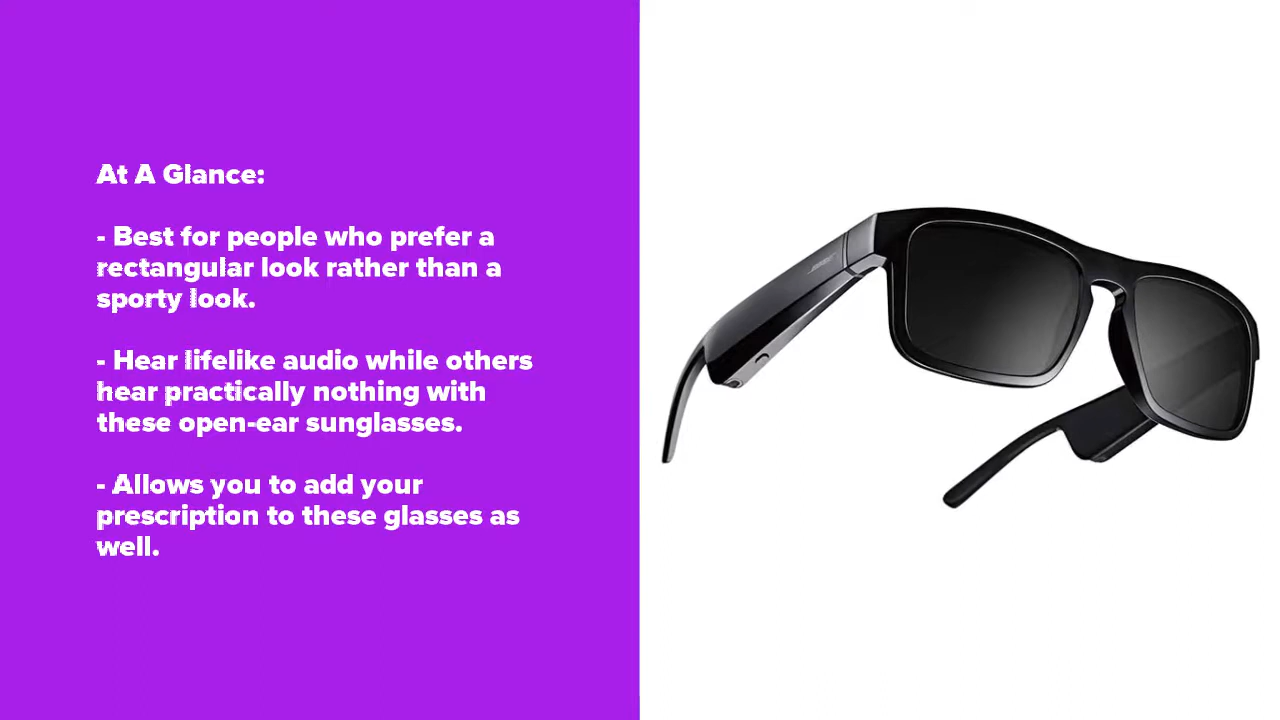 At A Glance:
- Best for people who prefer a
rectangular look rather than a
sporty look.
- Hear lifelike audio while others
hear practically nothing with
these open-ear sunglasses.
- Allows you to add your
prescription to these glasses as
well.